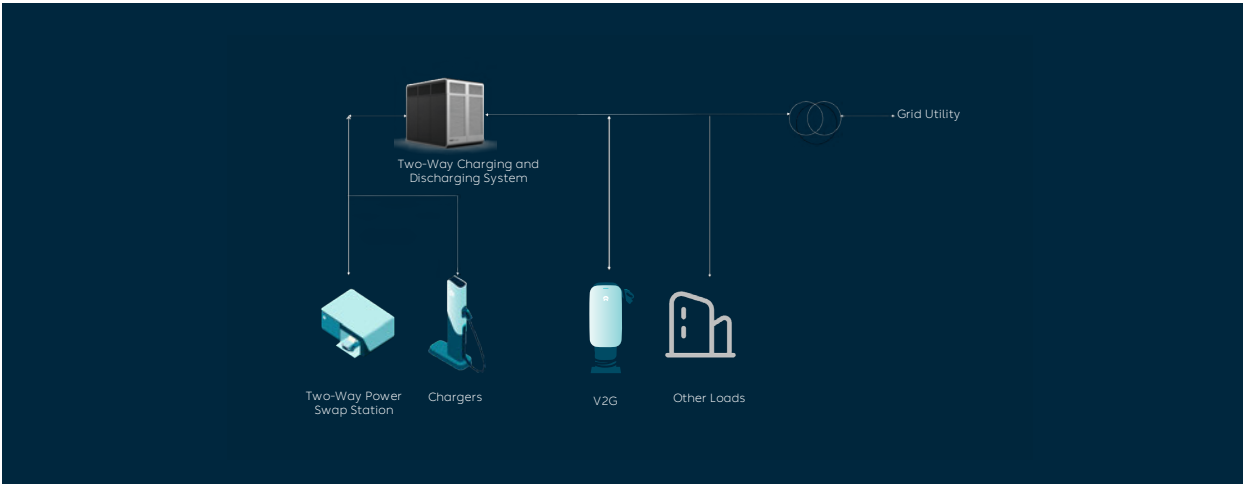 Grid Utility
Two-Way Charging and
Discharging System
Two-Way Power
Swap Station
Chargers
V2G
Other Loads